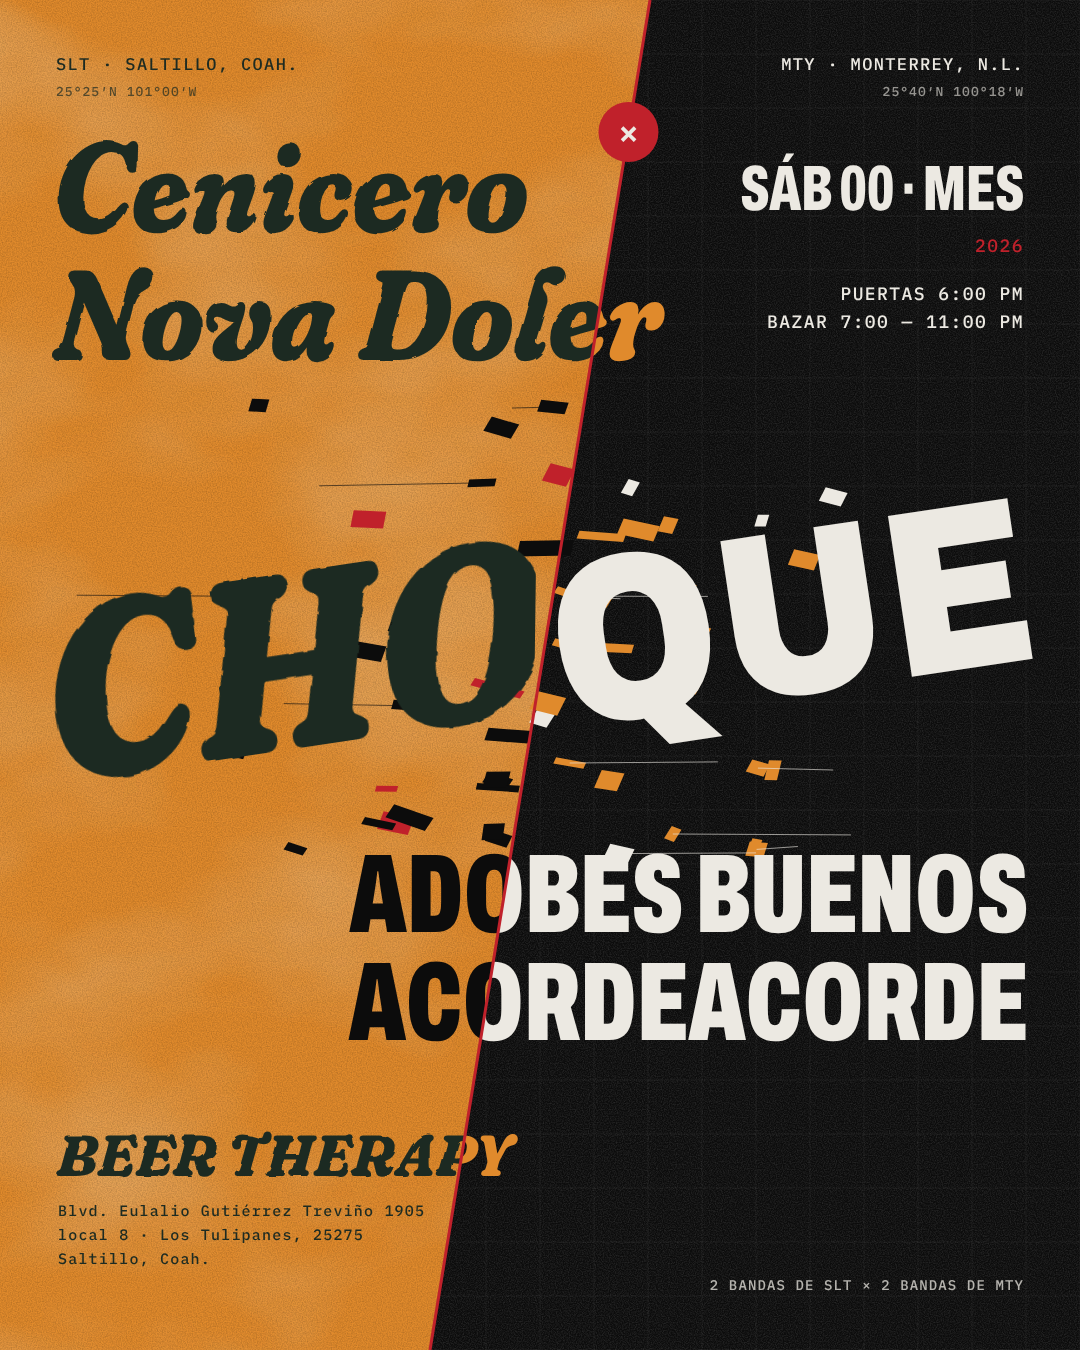 SLT · SALTILLO, COAH.
25°25′N 101°00′W
MTY · MONTERREY, N.L.
25°40′N 100°18′W
×
Cenicero
Nova Doler
SÁB 00 · MES
2026
PUERTAS 6:00 PM
BAZAR 7:00 — 11:00 PM
CHOQUE
ADOBES BUENOS
ACORDEACORDE
BEER THERAPY
Blvd. Eulalio Gutiérrez Treviño 1905
local 8 · Los Tulipanes, 25275
Saltillo, Coah.
2 BANDAS DE SLT × 2 BANDAS DE MTY